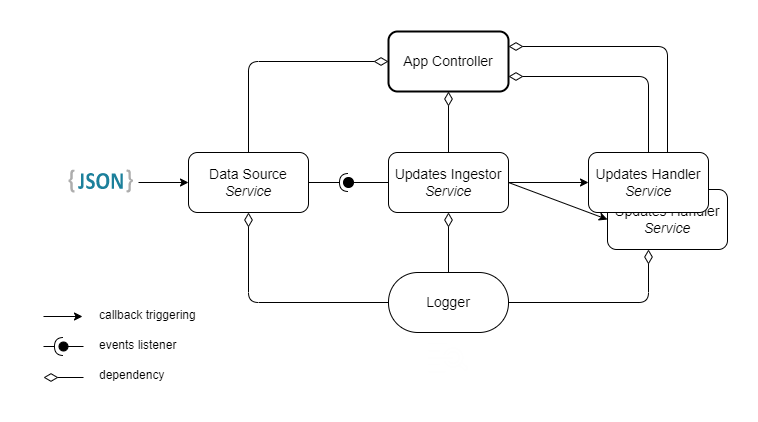 App Controller
{JSON}
Data Source
Service
Updates Ingestor
Service
Updates Handler
Service
Updates Handler
Service
Logger
callback triggering
events listener
dependency